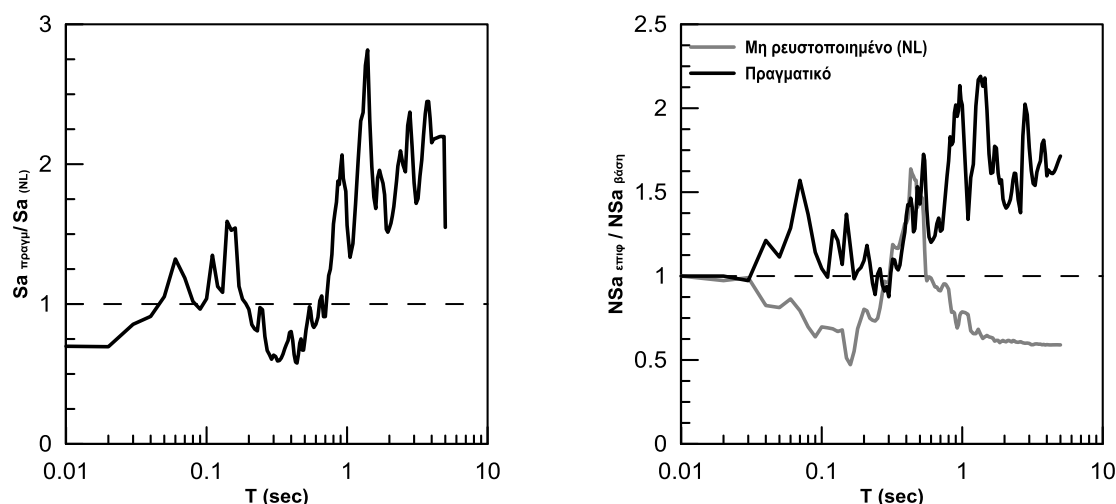 3
2
1
0
Sa πραγμ/ Sa (NL)
0.01 0.1 1 10
T (sec)
2.5
2
1.5
1
0.5
0
NSa επιφ / NSa βάση
Μη ρευστοποιημένο (NL)
Πραγματικό
0.01 0.1 1 10
T (sec)